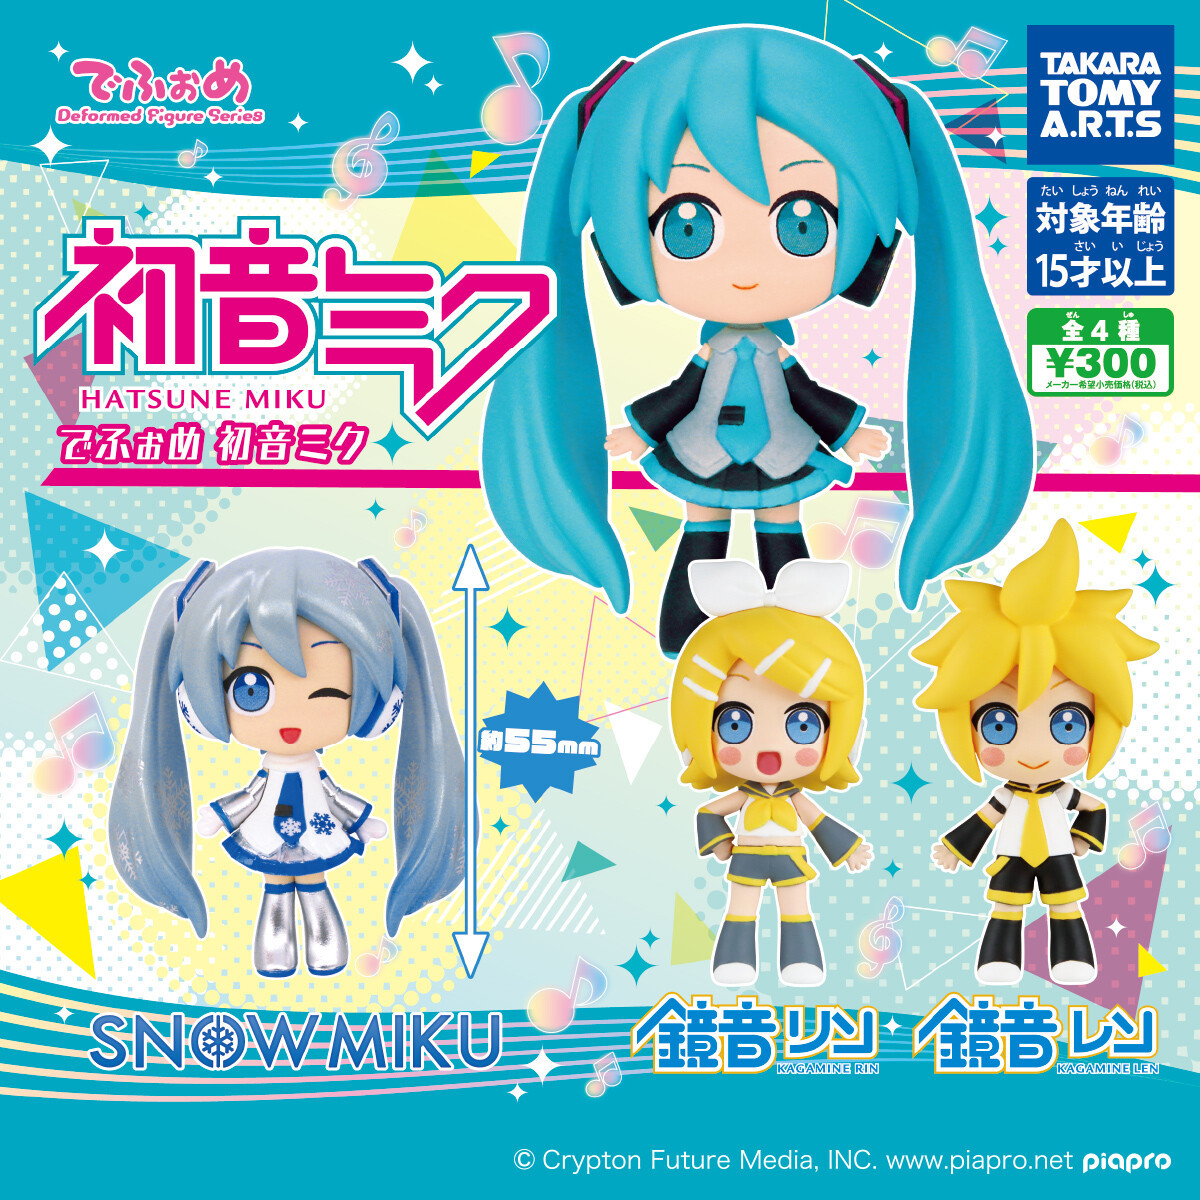 でふぉめ
Deformed Figure Series
TAKARA
TOMY
A.R.T.S
たい しょう ねん れい
対象年齢
さい い じょう
15才以上
ぜん しゅ
全4種
¥300
メーカー希望小売価格(税込)
初音ミク
HATSUNE MIKU
でふぉめ 初音ミク
約55mm
SNOW MIKU
鏡音リン
KAGAMINE RIN
鏡音レン
KAGAMINE LEN
© Crypton Future Media, INC. www.piapro.net piapro